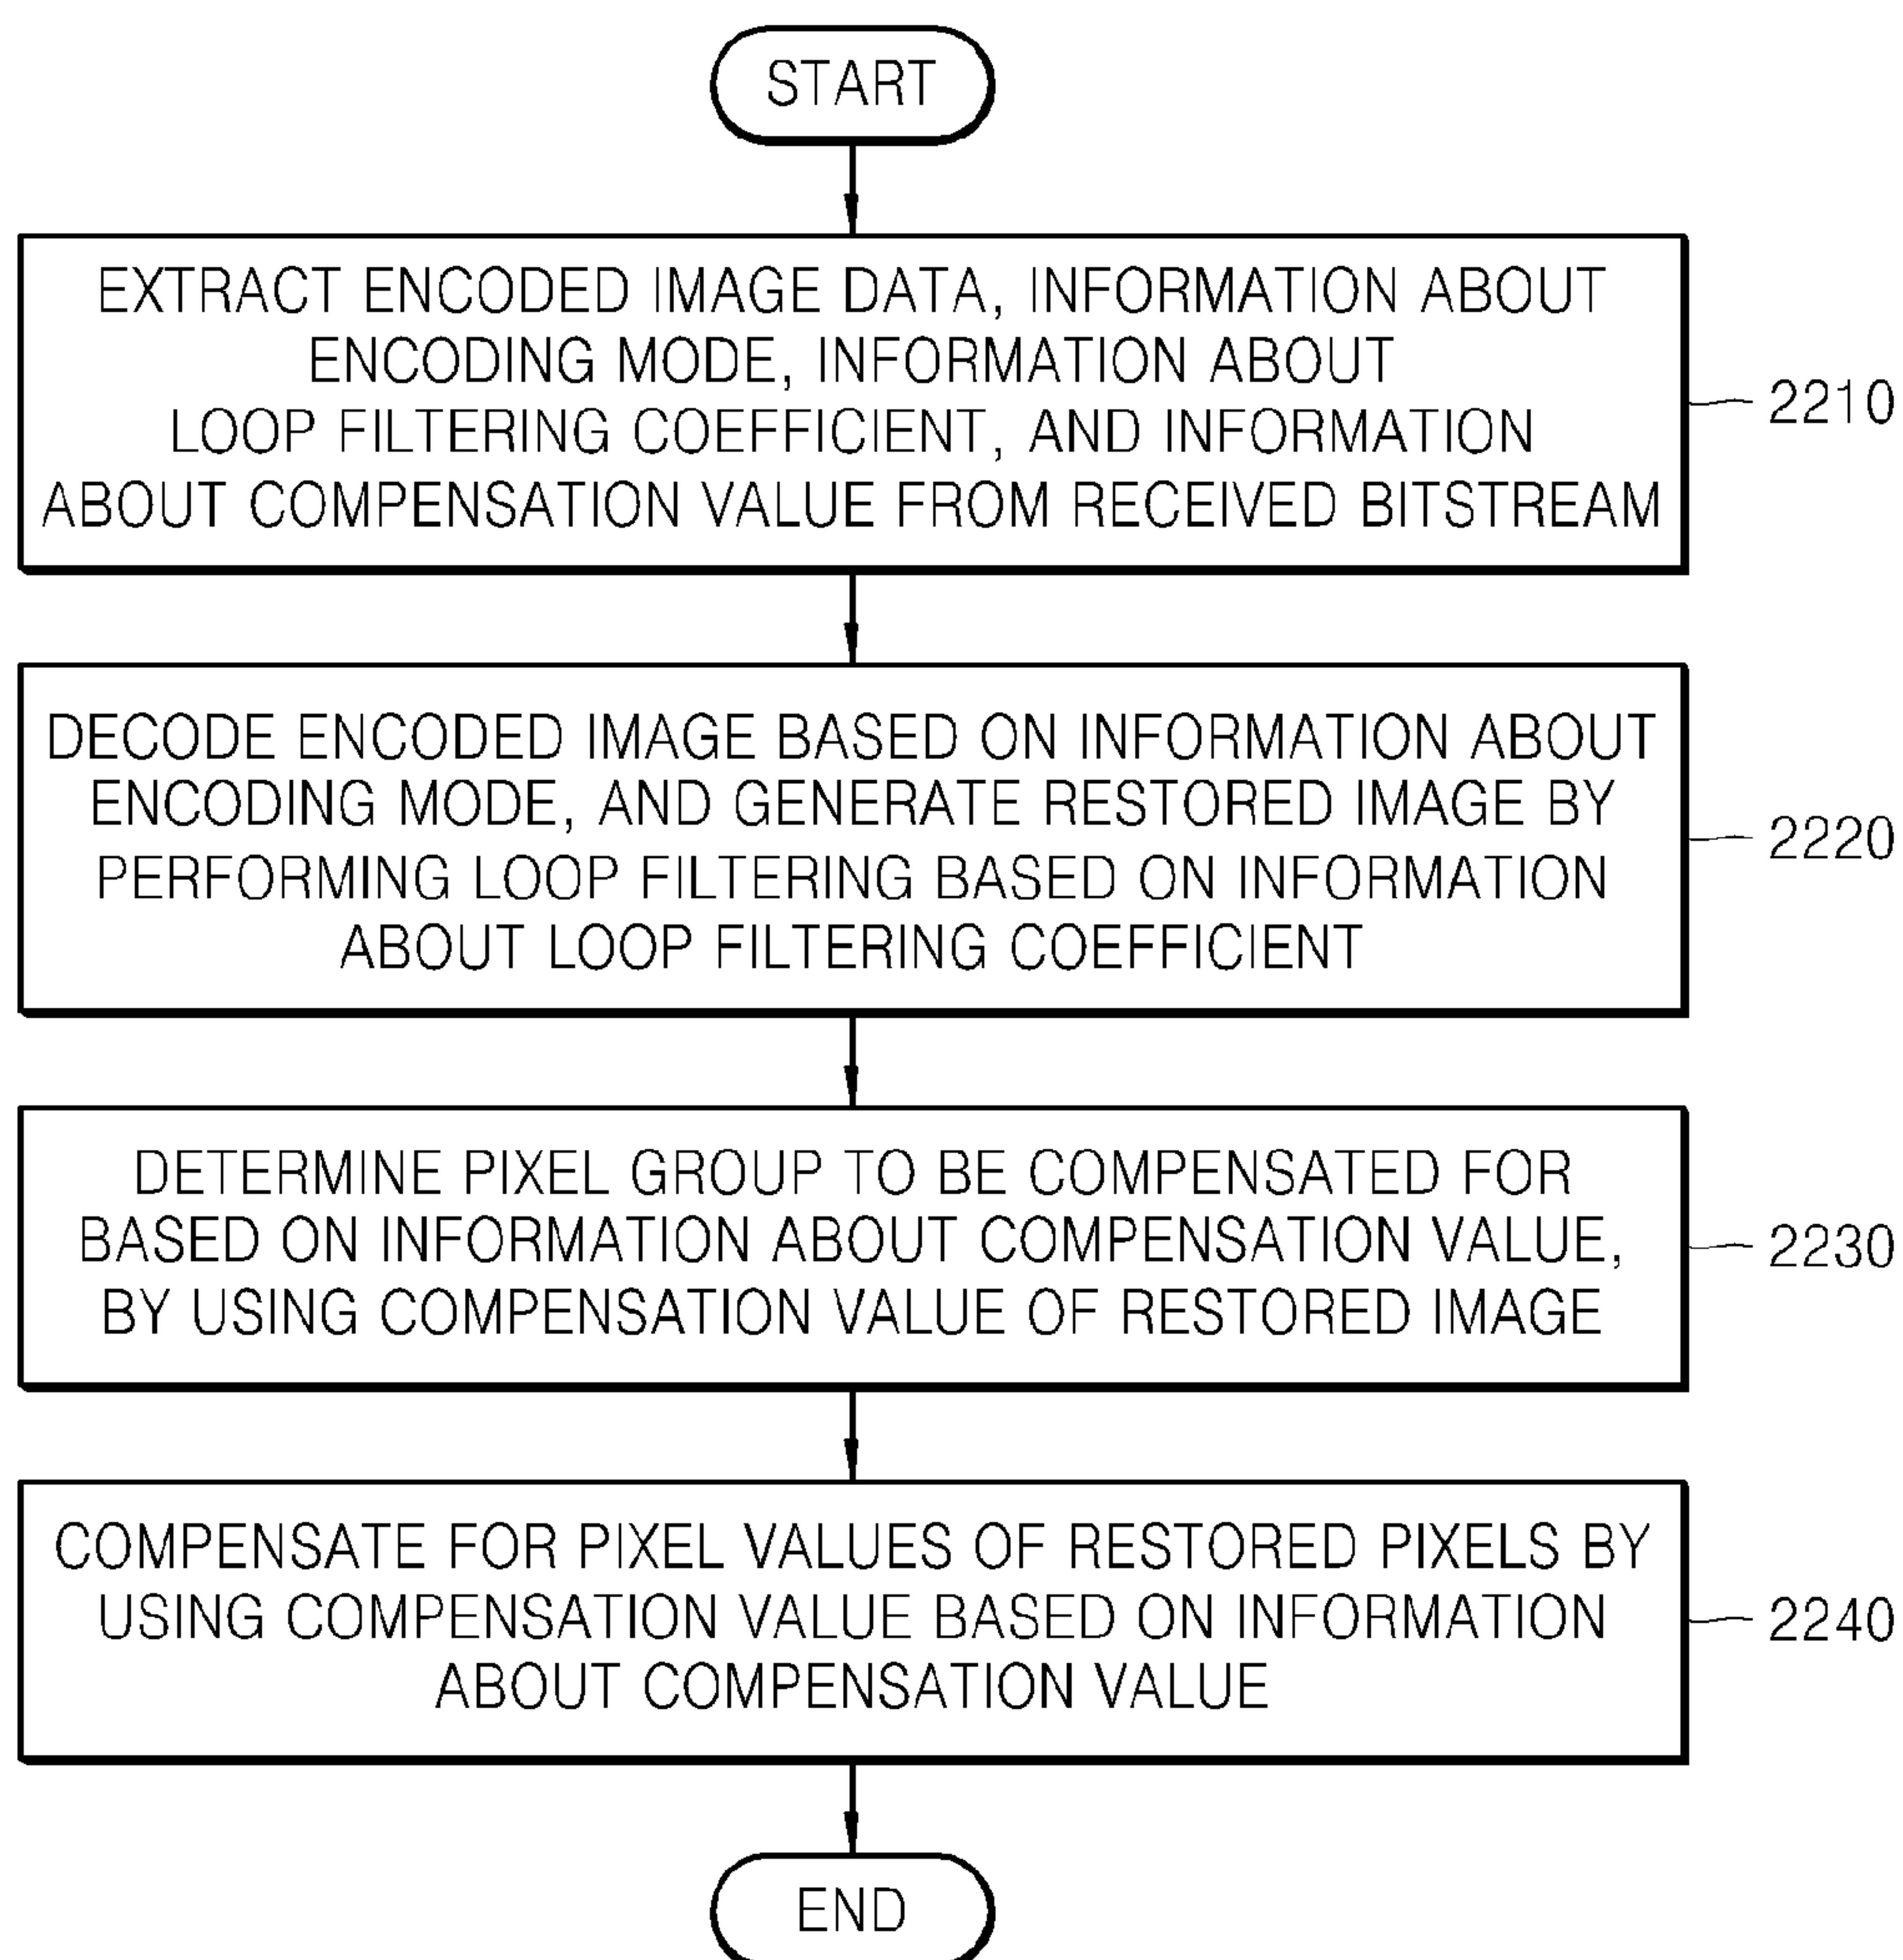 START
EXTRACT ENCODED IMAGE DATA, INFORMATION ABOUT
ENCODING MODE, INFORMATION ABOUT
LOOP FILTERING COEFFICIENT, AND INFORMATION
ABOUT COMPENSATION VALUE FROM RECEIVED BITSTREAM
2210
DECODE ENCODED IMAGE BASED ON INFORMATION ABOUT
ENCODING MODE, AND GENERATE RESTORED IMAGE BY
PERFORMING LOOP FILTERING BASED ON INFORMATION
ABOUT LOOP FILTERING COEFFICIENT
2220
DETERMINE PIXEL GROUP TO BE COMPENSATED FOR
BASED ON INFORMATION ABOUT COMPENSATION VALUE,
BY USING COMPENSATION VALUE OF RESTORED IMAGE
2230
COMPENSATE FOR PIXEL VALUES OF RESTORED PIXELS BY
USING COMPENSATION VALUE BASED ON INFORMATION
ABOUT COMPENSATION VALUE
2240
END